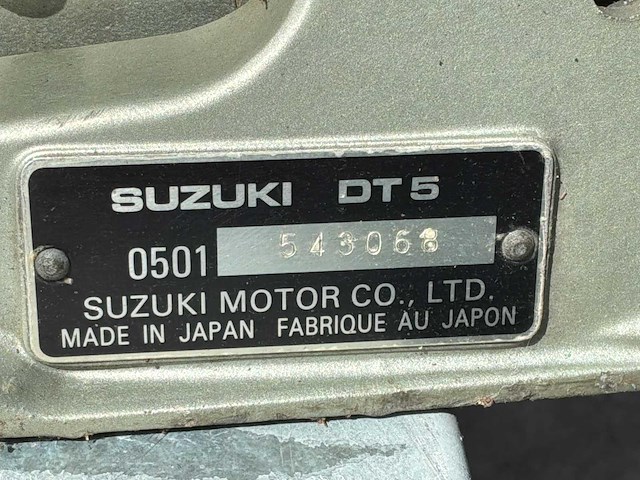 SUZUKI DT5
0501 543068
SUZUKI MOTOR CO., LTD.
MADE IN JAPAN FABRIQUE AU JAPON